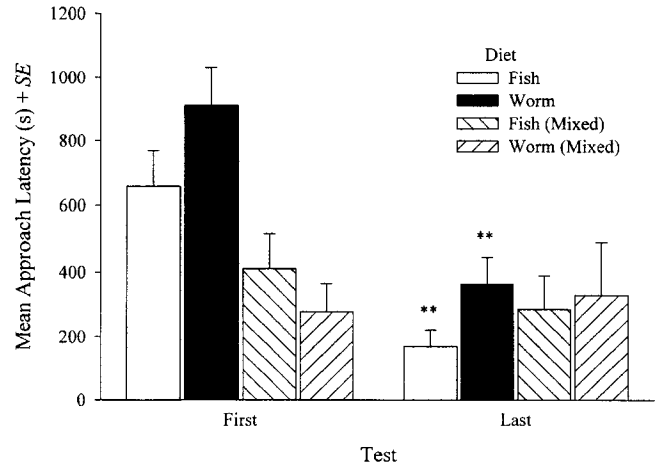 Mean Approach Latency (s) + SE
1200
1000
800
600
400
200
0
Diet
Fish
Worm
Fish (Mixed)
Worm (Mixed)
**
**
First
Last
Test